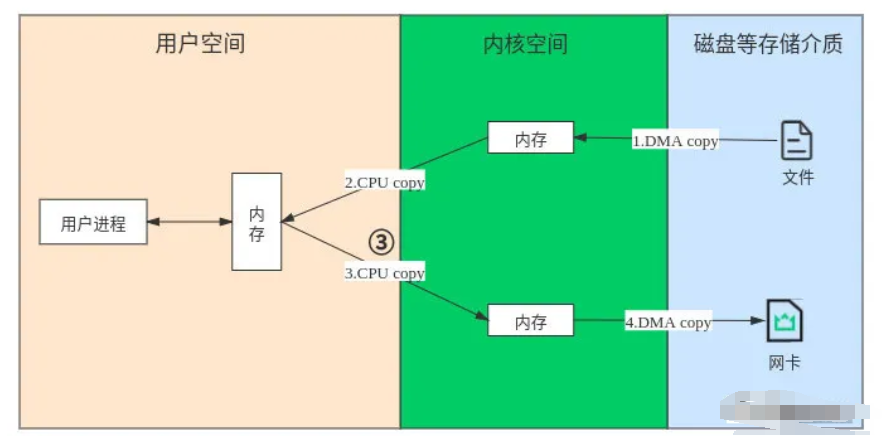 用户空间
内核空间
磁盘等存储介质
内存
1.DMA copy
文件
2.CPU copy
用户进程
内
存
③
3.CPU copy
内存
4.DMA copy
网卡